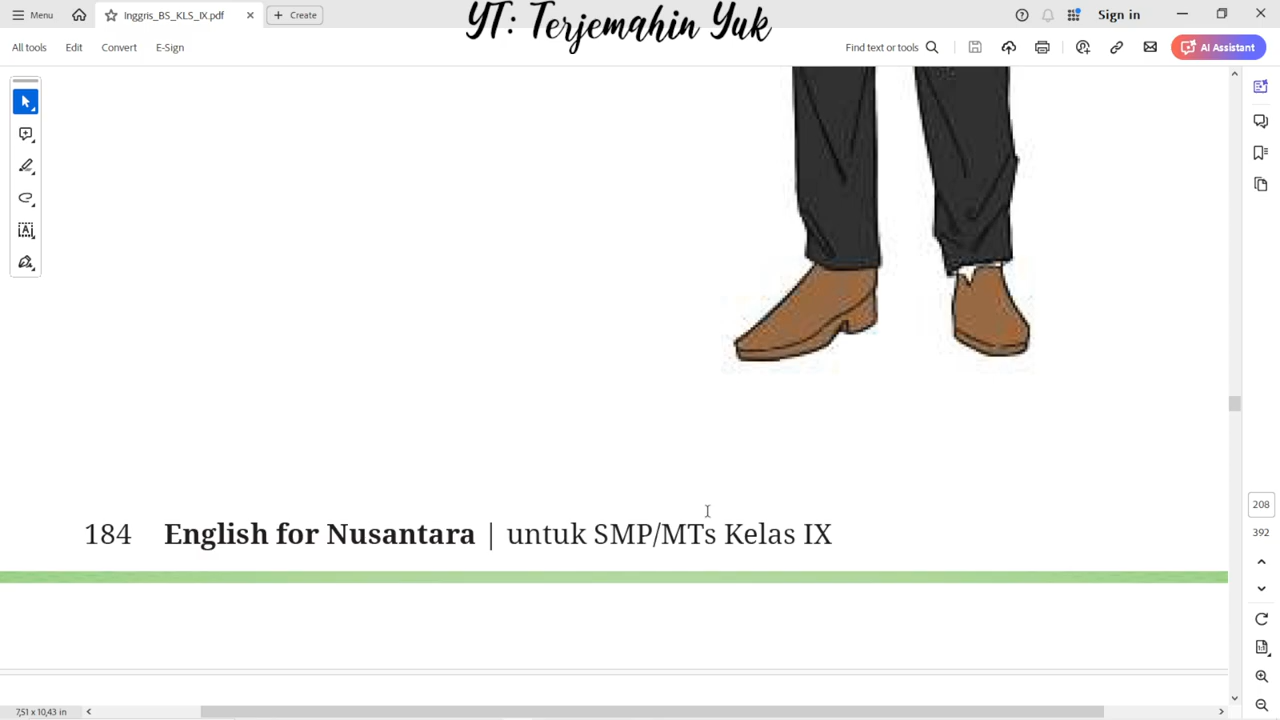 Menu
Inggris_BS_KLS_IX.pdf
Create
YT: Terjemahin Yuk
Sign in
All tools
Edit
Convert
E-Sign
Find text or tools
AI Assistant
184 English for Nusantara | untuk SMP/MTs Kelas IX
208
392
7,51 x 10,43 in